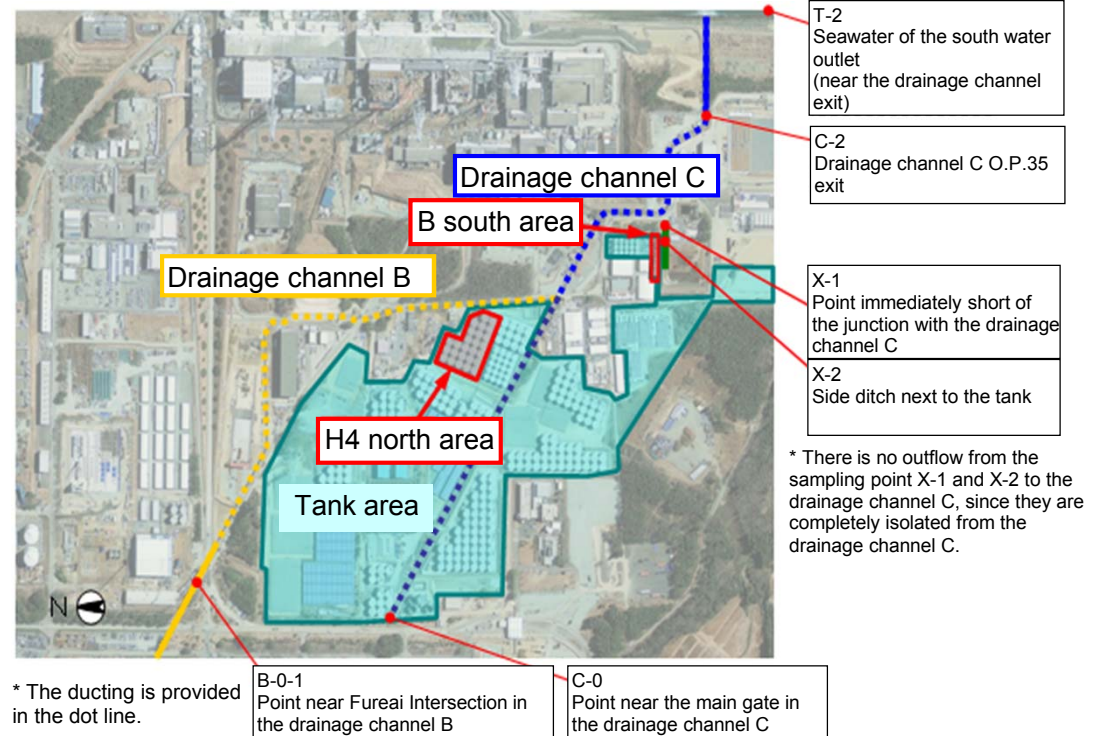 T-2
Seawater of the south water
outlet
(near the drainage channel
exit)
C-2
Drainage channel C O.P.35
exit
Drainage channel C
B south area
Drainage channel B
X-1
Point immediately short of
the junction with the drainage
channel C
X-2
Side ditch next to the tank
H4 north area
* There is no outflow from the
sampling point X-1 and X-2 to the
drainage channel C, since they are
completely isolated from the
drainage channel C.
Tank area
N
* The ducting is provided
in the dot line.
B-0-1
Point near Fureai Intersection in
the drainage channel B
C-0
Point near the main gate in
the drainage channel C